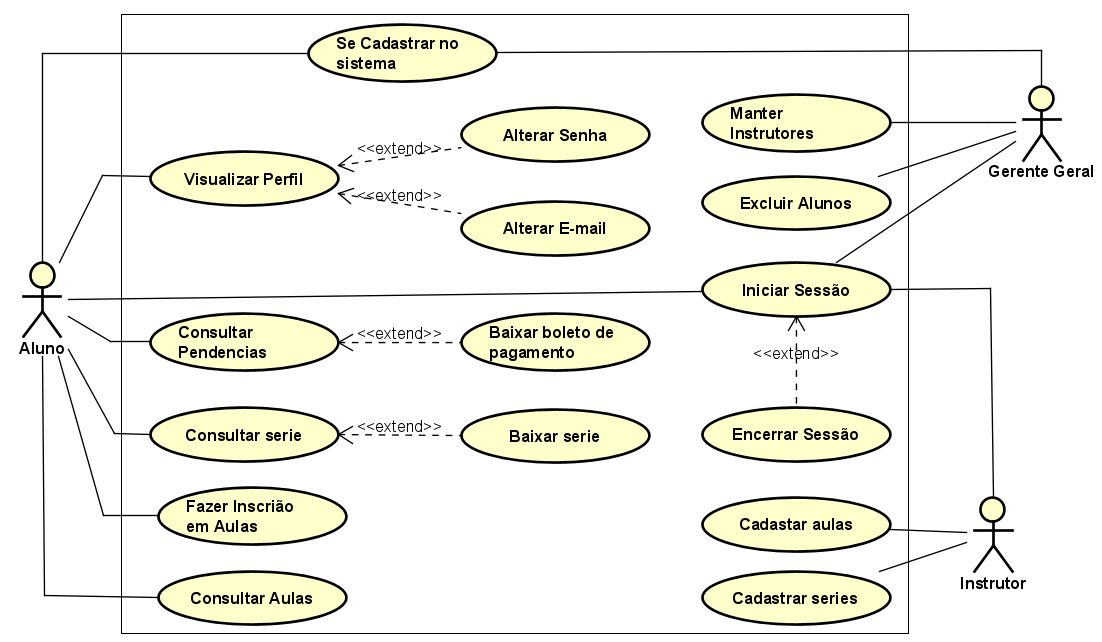 Se Cadastrar no
sistema
Manter
Instrutores
Alterar Senha
<<extend>>
Gerente Geral
Visualizar Perfil
<<extend>>
Excluir Alunos
Alterar E-mail
Iniciar Sessão
Aluno
Consultar
Pendencias
<<extend>>
Baixar boleto de
pagamento
<<extend>>
Consultar serie
<<extend>>
Baixar serie
Encerrar Sessão
Fazer Inscrião
em Aulas
Cadastar aulas
Instrutor
Consultar Aulas
Cadastrar series